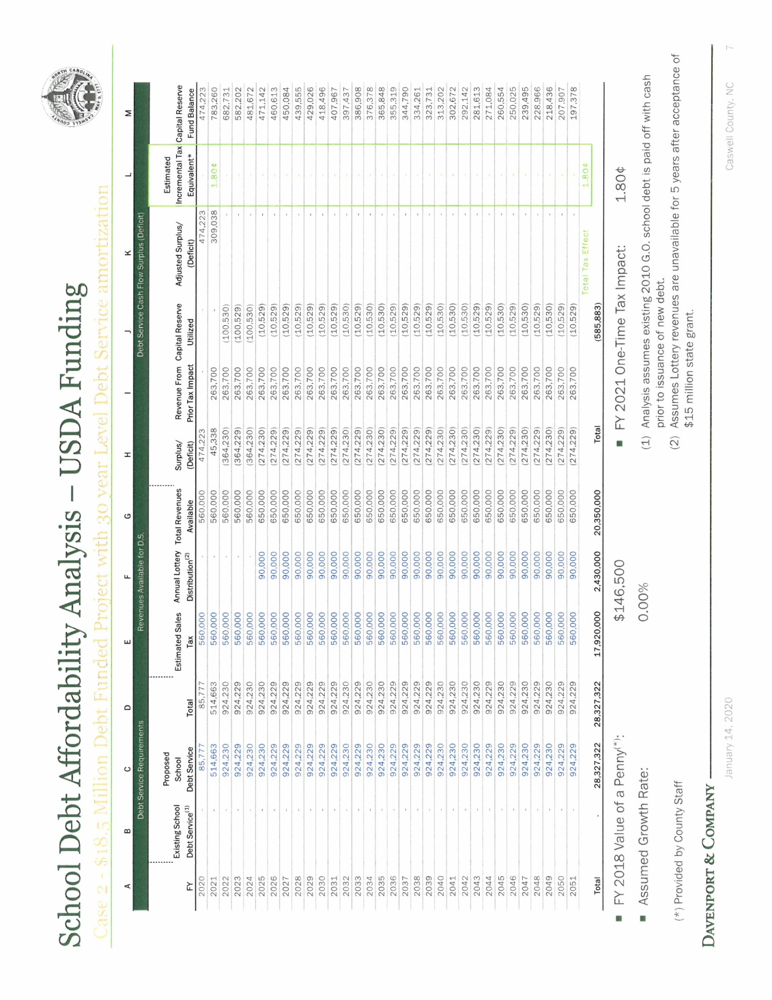 School Debt Affordability Analysis – USDA Funding
Case 2 - $18.5 Million Debt Funded Project with 30 year Level Debt Service amortization
NORTH CAROLINA
CASWELL COUNTY
A B C D E F G H I J K L M
Debt Service Requirements Revenues Available for D.S. Debt Service Cash Flow Surplus (Deficit)
Proposed Estimated
Existing School School Estimated Sales Annual Lottery Total Revenues Surplus/ Revenue From Capital Reserve Adjusted Surplus/ Incremental Tax Capital Reserve
FY Debt Service(1) Debt Service Total Tax Distribution(2) Available (Deficit) Prior Tax Impact Utilized (Deficit) Equivalent* Fund Balance
2020 - 85,777 85,777 560,000 - 560,000 474,223 - - 474,223 - 474,223
2021 - 514,663 514,663 560,000 - 560,000 45,338 263,700 - 309,038 1.80¢ 783,260
2022 - 924,230 924,230 560,000 - 560,000 (364,230) 263,700 (100,530) - - 682,731
2023 - 924,229 924,229 560,000 - 560,000 (364,229) 263,700 (100,529) - - 582,202
2024 - 924,230 924,230 560,000 - 560,000 (364,230) 263,700 (100,530) - - 481,672
2025 - 924,230 924,230 560,000 90,000 650,000 (274,230) 263,700 (10,529) - - 471,142
2026 - 924,229 924,229 560,000 90,000 650,000 (274,229) 263,700 (10,529) - - 460,613
2027 - 924,229 924,229 560,000 90,000 650,000 (274,229) 263,700 (10,529) - - 450,084
2028 - 924,229 924,229 560,000 90,000 650,000 (274,229) 263,700 (10,529) - - 439,555
2029 - 924,229 924,229 560,000 90,000 650,000 (274,229) 263,700 (10,529) - - 429,026
2030 - 924,229 924,229 560,000 90,000 650,000 (274,229) 263,700 (10,529) - - 418,496
2031 - 924,229 924,229 560,000 90,000 650,000 (274,229) 263,700 (10,529) - - 407,967
2032 - 924,230 924,230 560,000 90,000 650,000 (274,230) 263,700 (10,530) - - 397,437
2033 - 924,229 924,229 560,000 90,000 650,000 (274,229) 263,700 (10,529) - - 386,908
2034 - 924,230 924,230 560,000 90,000 650,000 (274,230) 263,700 (10,530) - - 376,378
2035 - 924,230 924,230 560,000 90,000 650,000 (274,230) 263,700 (10,530) - - 365,848
2036 - 924,229 924,229 560,000 90,000 650,000 (274,229) 263,700 (10,529) - - 355,319
2037 - 924,229 924,229 560,000 90,000 650,000 (274,229) 263,700 (10,529) - - 344,790
2038 - 924,229 924,229 560,000 90,000 650,000 (274,229) 263,700 (10,529) - - 334,261
2039 - 924,229 924,229 560,000 90,000 650,000 (274,229) 263,700 (10,529) - - 323,731
2040 - 924,230 924,230 560,000 90,000 650,000 (274,230) 263,700 (10,530) - - 313,202
2041 - 924,230 924,230 560,000 90,000 650,000 (274,230) 263,700 (10,530) - - 302,672
2042 - 924,230 924,230 560,000 90,000 650,000 (274,230) 263,700 (10,530) - - 292,142
2043 - 924,230 924,230 560,000 90,000 650,000 (274,230) 263,700 (10,529) - - 281,613
2044 - 924,229 924,229 560,000 90,000 650,000 (274,229) 263,700 (10,529) - - 271,084
2045 - 924,230 924,230 560,000 90,000 650,000 (274,230) 263,700 (10,530) - - 260,554
2046 - 924,229 924,229 560,000 90,000 650,000 (274,229) 263,700 (10,529) - - 250,025
2047 - 924,230 924,230 560,000 90,000 650,000 (274,230) 263,700 (10,530) - - 239,495
2048 - 924,229 924,229 560,000 90,000 650,000 (274,229) 263,700 (10,529) - - 228,966
2049 - 924,230 924,230 560,000 90,000 650,000 (274,230) 263,700 (10,529) - - 218,436
2050 - 924,229 924,229 560,000 90,000 650,000 (274,229) 263,700 (10,529) - - 207,907
2051 - 924,229 924,229 560,000 90,000 650,000 (274,229) 263,700 (10,529) - - 197,378
Total Tax Effect 1.80¢
Total - 28,327,322 28,327,322 17,920,000 2,430,000 20,350,000 Total (585,883)
■ FY 2018 Value of a Penny(*): $146,500
■ Assumed Growth Rate: 0.00%
(*) Provided by County Staff
■ FY 2021 One-Time Tax Impact: 1.80¢
(1) Analysis assumes existing 2010 G.O. school debt is paid off with cash
prior to issuance of new debt.
(2) Assumes Lottery revenues are unavailable for 5 years after acceptance of
$15 million state grant.
DAVENPORT & COMPANY
January 14, 2020 Caswell County, NC 7